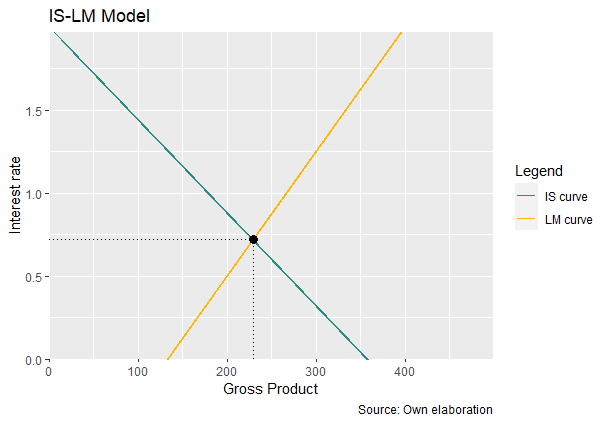 IS-LM Model
Interest rate
1.5
1.0
0.5
0.0
0 100 200 300 400
Gross Product
Legend
IS curve
LM curve
Source: Own elaboration